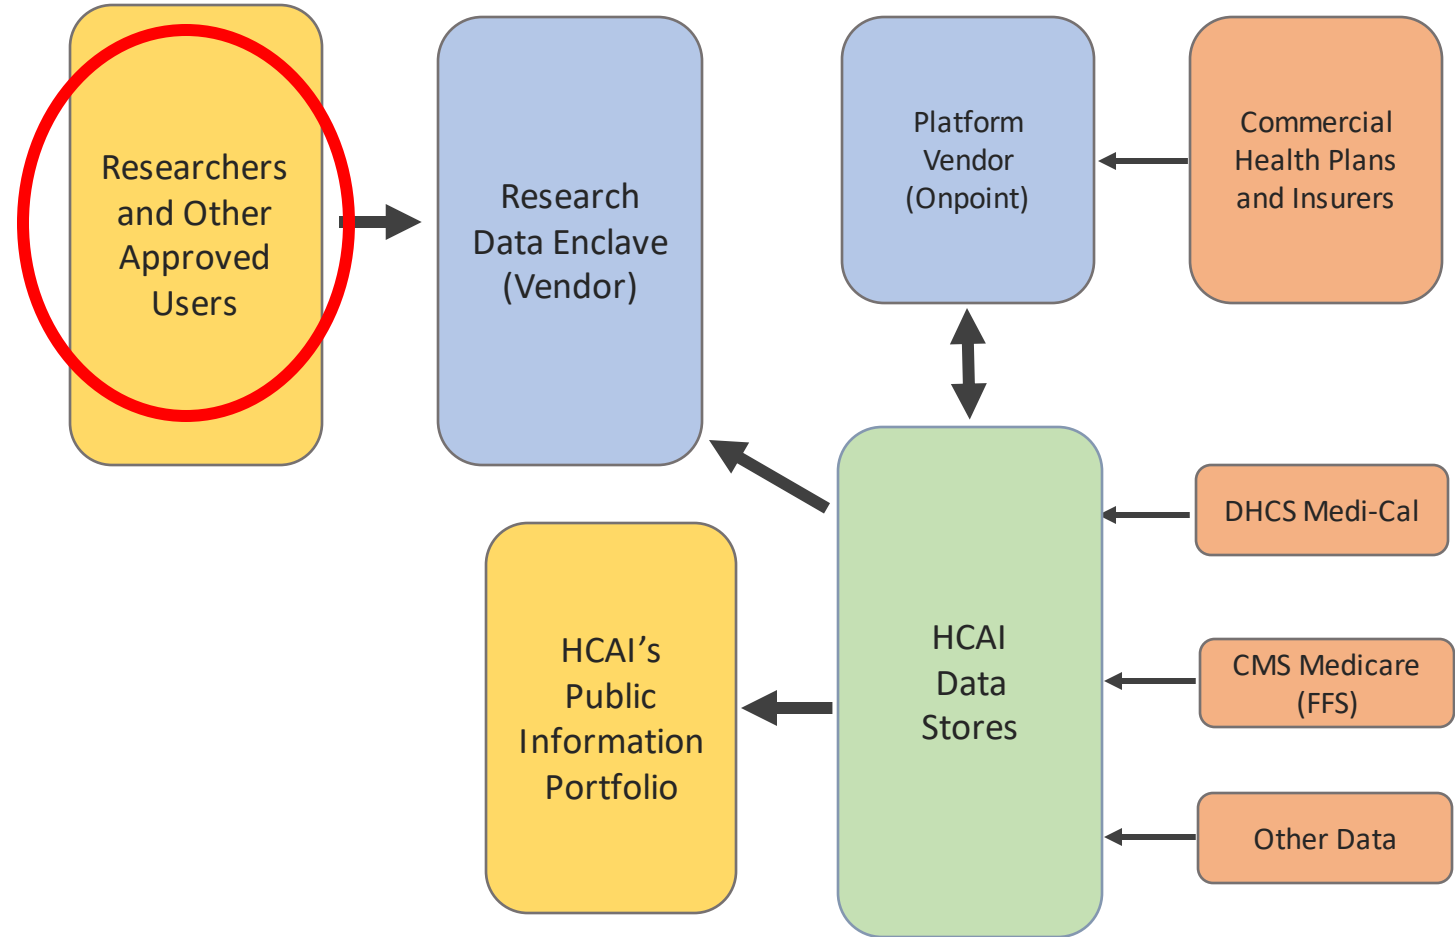 Researchers
and Other
Approved
Users
Research
Data Enclave
(Vendor)
Platform
Vendor
(Onpoint)
Commercial
Health Plans
and Insurers
HCAI’s
Public
Information
Portfolio
HCAI
Data
Stores
DHCS Medi-Cal
CMS Medicare
(FFS)
Other Data